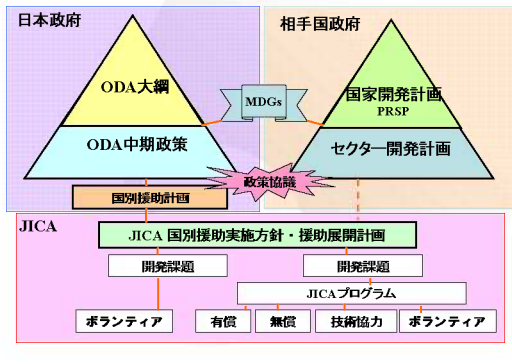 日本政府
相手国政府
ODA大綱
MDGs
国家開発計画
PRSP
ODA中期政策
セクター開発計画
政策協議
国別援助計画
JICA
JICA 国別援助実施方針・援助展開計画
開発課題
開発課題
JICAプログラム
ボランティア
有償
無償
技術協力
ボランティア